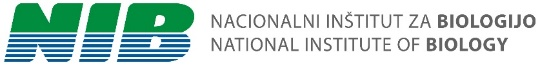 NIB
NACIONALNI INŠTITUT ZA BIOLOGIJO
NATIONAL INSTITUTE OF BIOLOGY